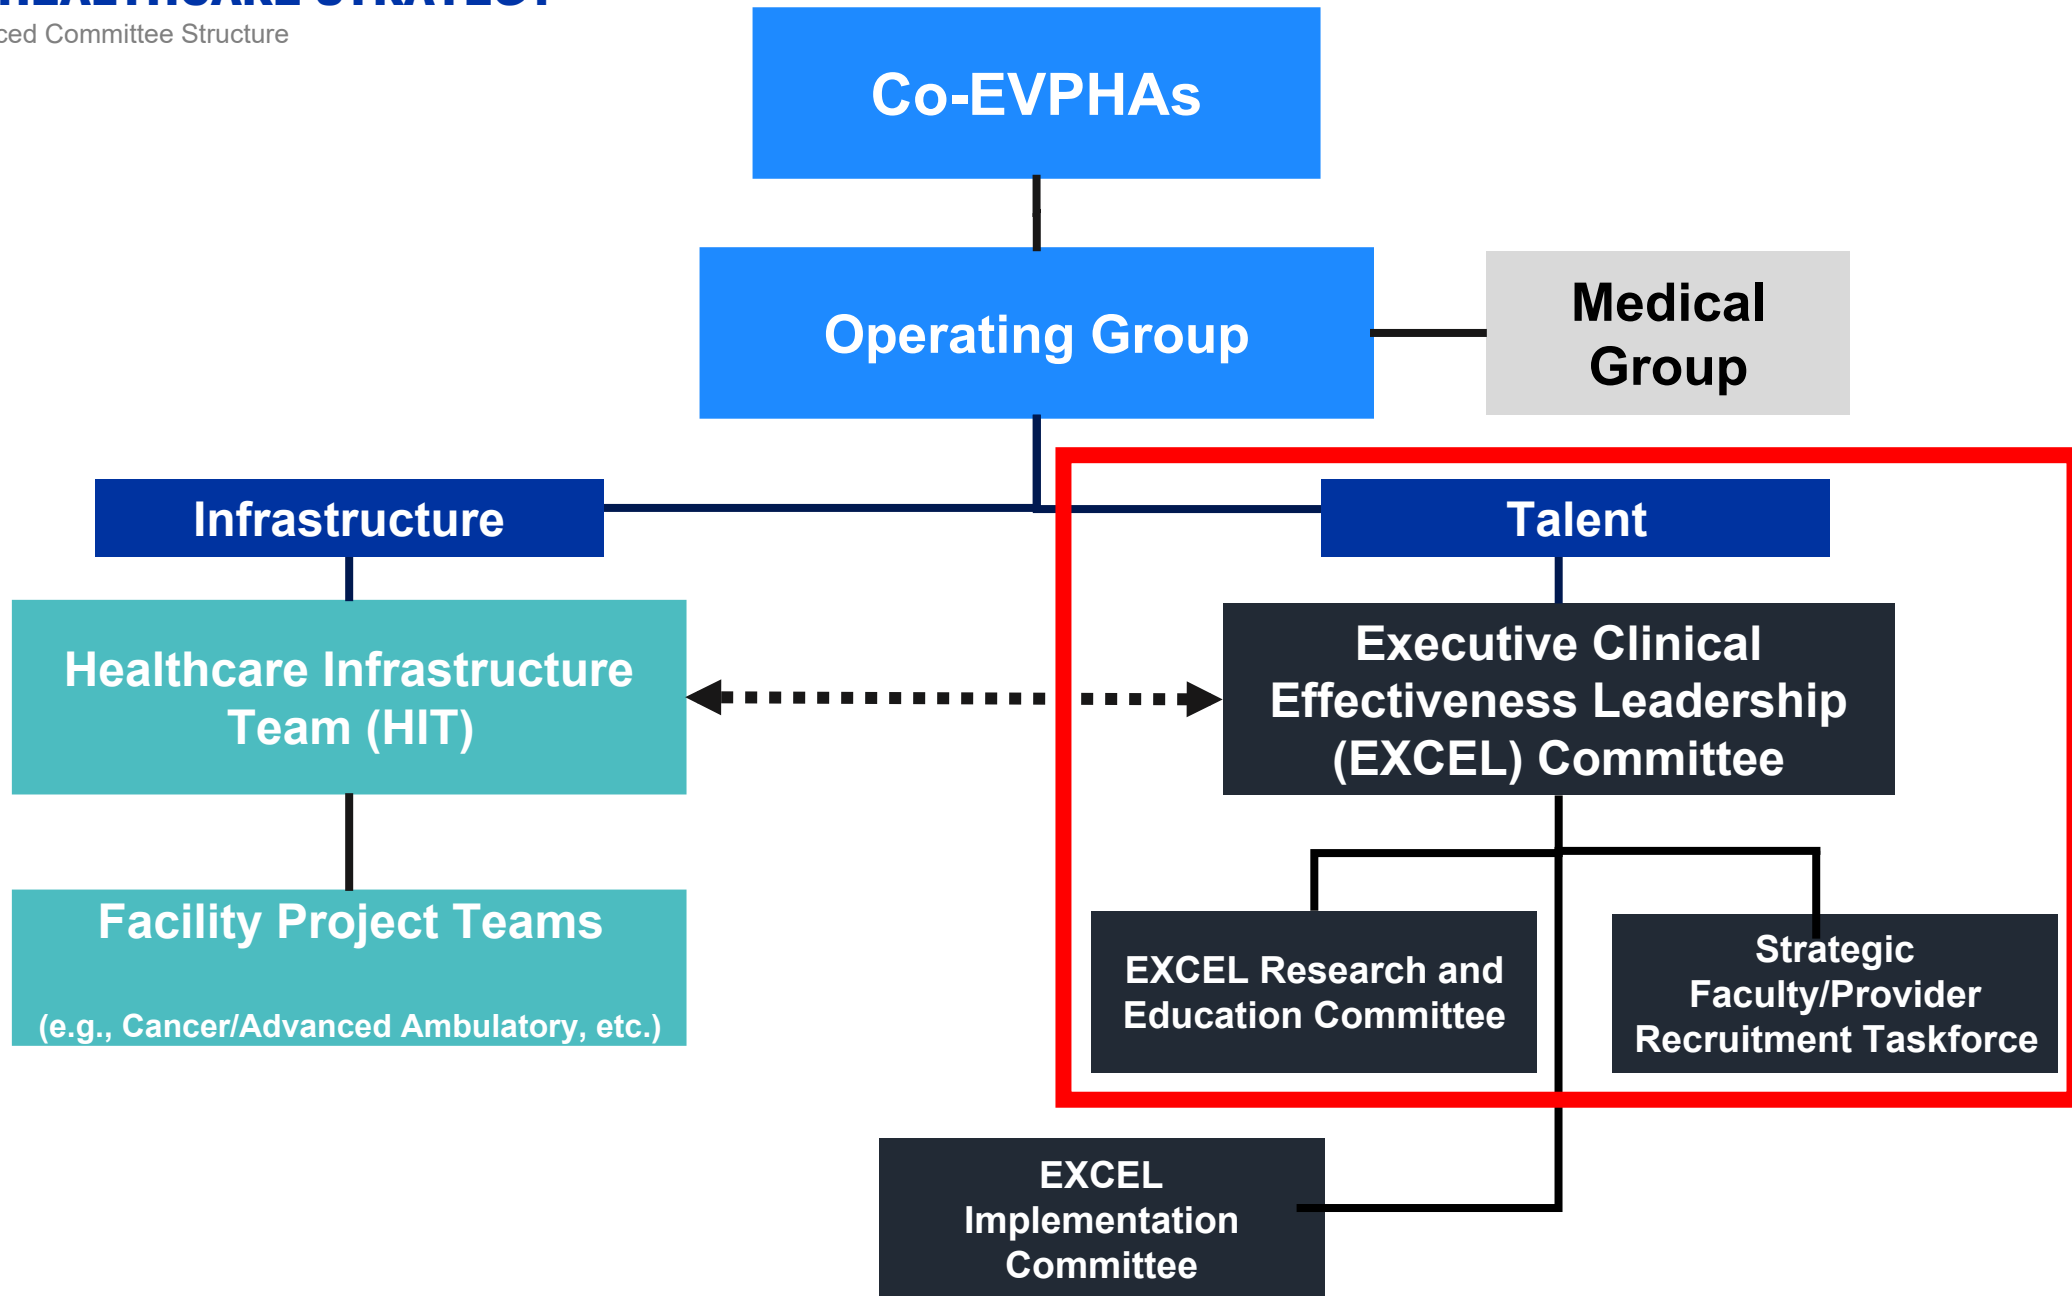 HEALTHCARE STRATEGY
ced Committee Structure
Co-EVPHAs
Operating Group
Medical
Group
Infrastructure
Talent
Healthcare Infrastructure
Team (HIT)
Executive Clinical
Effectiveness Leadership
(EXCEL) Committee
Facility Project Teams
(e.g., Cancer/Advanced Ambulatory, etc.)
EXCEL Research and
Education Committee
Strategic
Faculty/Provider
Recruitment Taskforce
EXCEL
Implementation
Committee